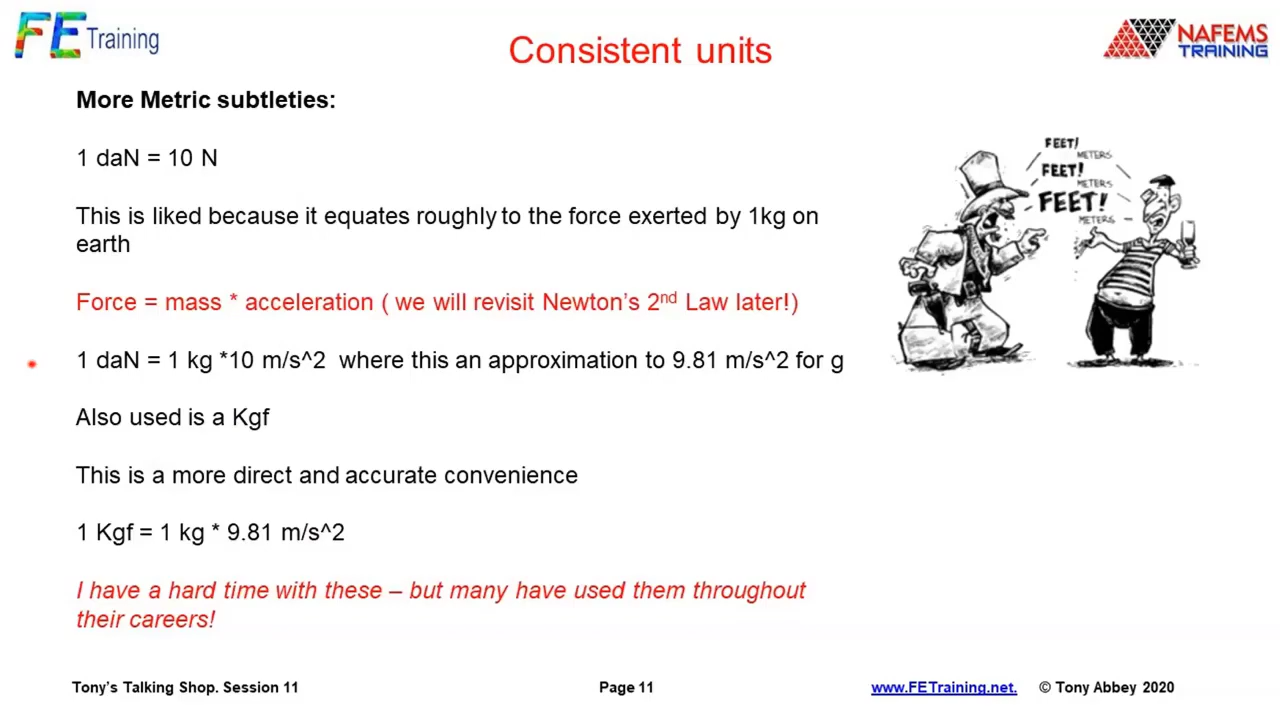 FE Training
Consistent units
NAFEMS
TRAINING
More Metric subtleties:
1 daN = 10 N
This is liked because it equates roughly to the force exerted by 1kg on
earth
Force = mass * acceleration ( we will revisit Newton's 2nd Law later!)
1 daN = 1 kg *10 m/s^2 where this an approximation to 9.81 m/s^2 for g
Also used is a Kgf
This is a more direct and accurate convenience
1 Kgf = 1 kg * 9.81 m/s^2
I have a hard time with these – but many have used them throughout
their careers!
FEET!
METERS
FEET!
METERS
FEET!
METERS
Tony's Talking Shop. Session 11
Page 11
www.FETraining.net.
© Tony Abbey 2020